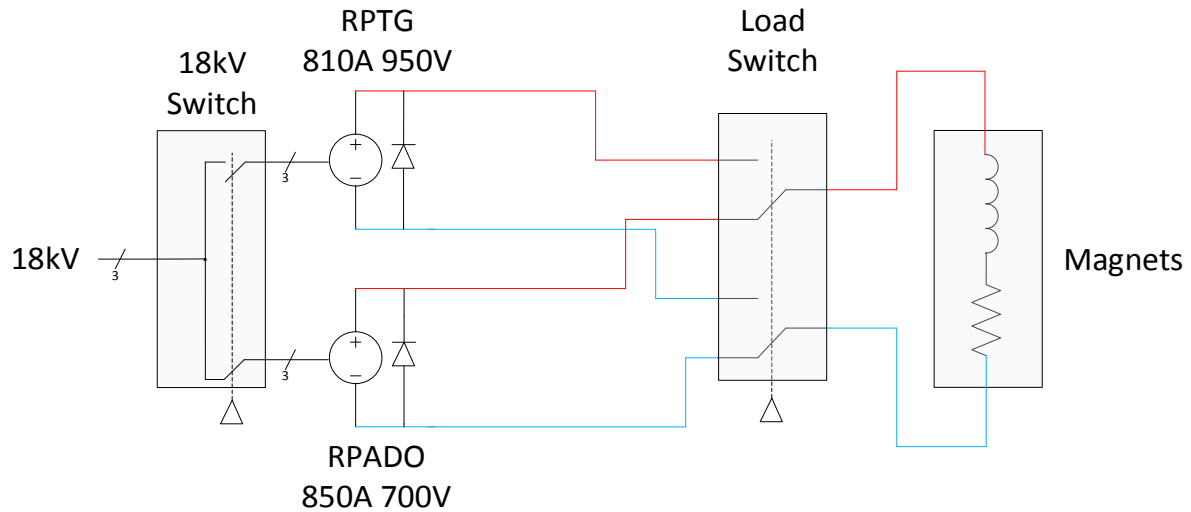 RPTG
810A 950V
18kV
Switch
Load
Switch
3
+
−
18kV
3
Magnets
3
+
−
RPADO
850A 700V